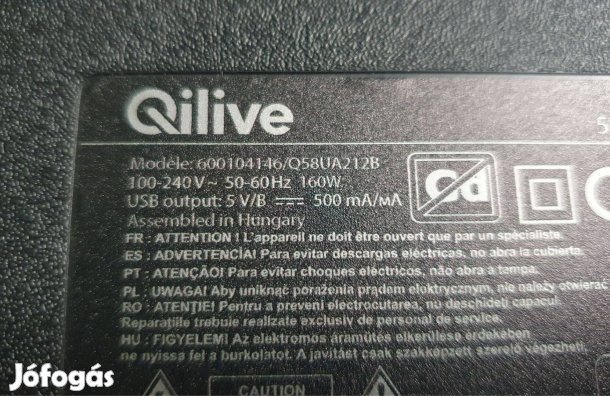 Qilive
Modèle: 600104146/Q58UA212B
100-240V~ 50-60Hz 160W
USB output: 5 V/B ⎓ 500 mA/мА
Assembled in Hungary
Cd
FR : ATTENTION ! L'appareil ne doit être ouvert que par un spécialiste.
ES : ADVERTENCIA! Para evitar descargas eléctricas, no abra la cubierta.
PT : ATENÇÃO! Para evitar choques eléctricos, não abra a tampa.
PL : UWAGA! Aby uniknąć porażenia prądem elektrycznym, nie należy otwierać
RO : ATENȚIE! Pentru a preveni electrocutarea, nu deschideți capacul.
Reparațiile trebuie realizate exclusiv de personal de service.
HU : FIGYELEM! Az elektromos áramütés elkerülése érdekében
ne nyissa fel a burkolatot. A javítást csak szakképzett szerelő végezheti.
CAUTION
Jófogás